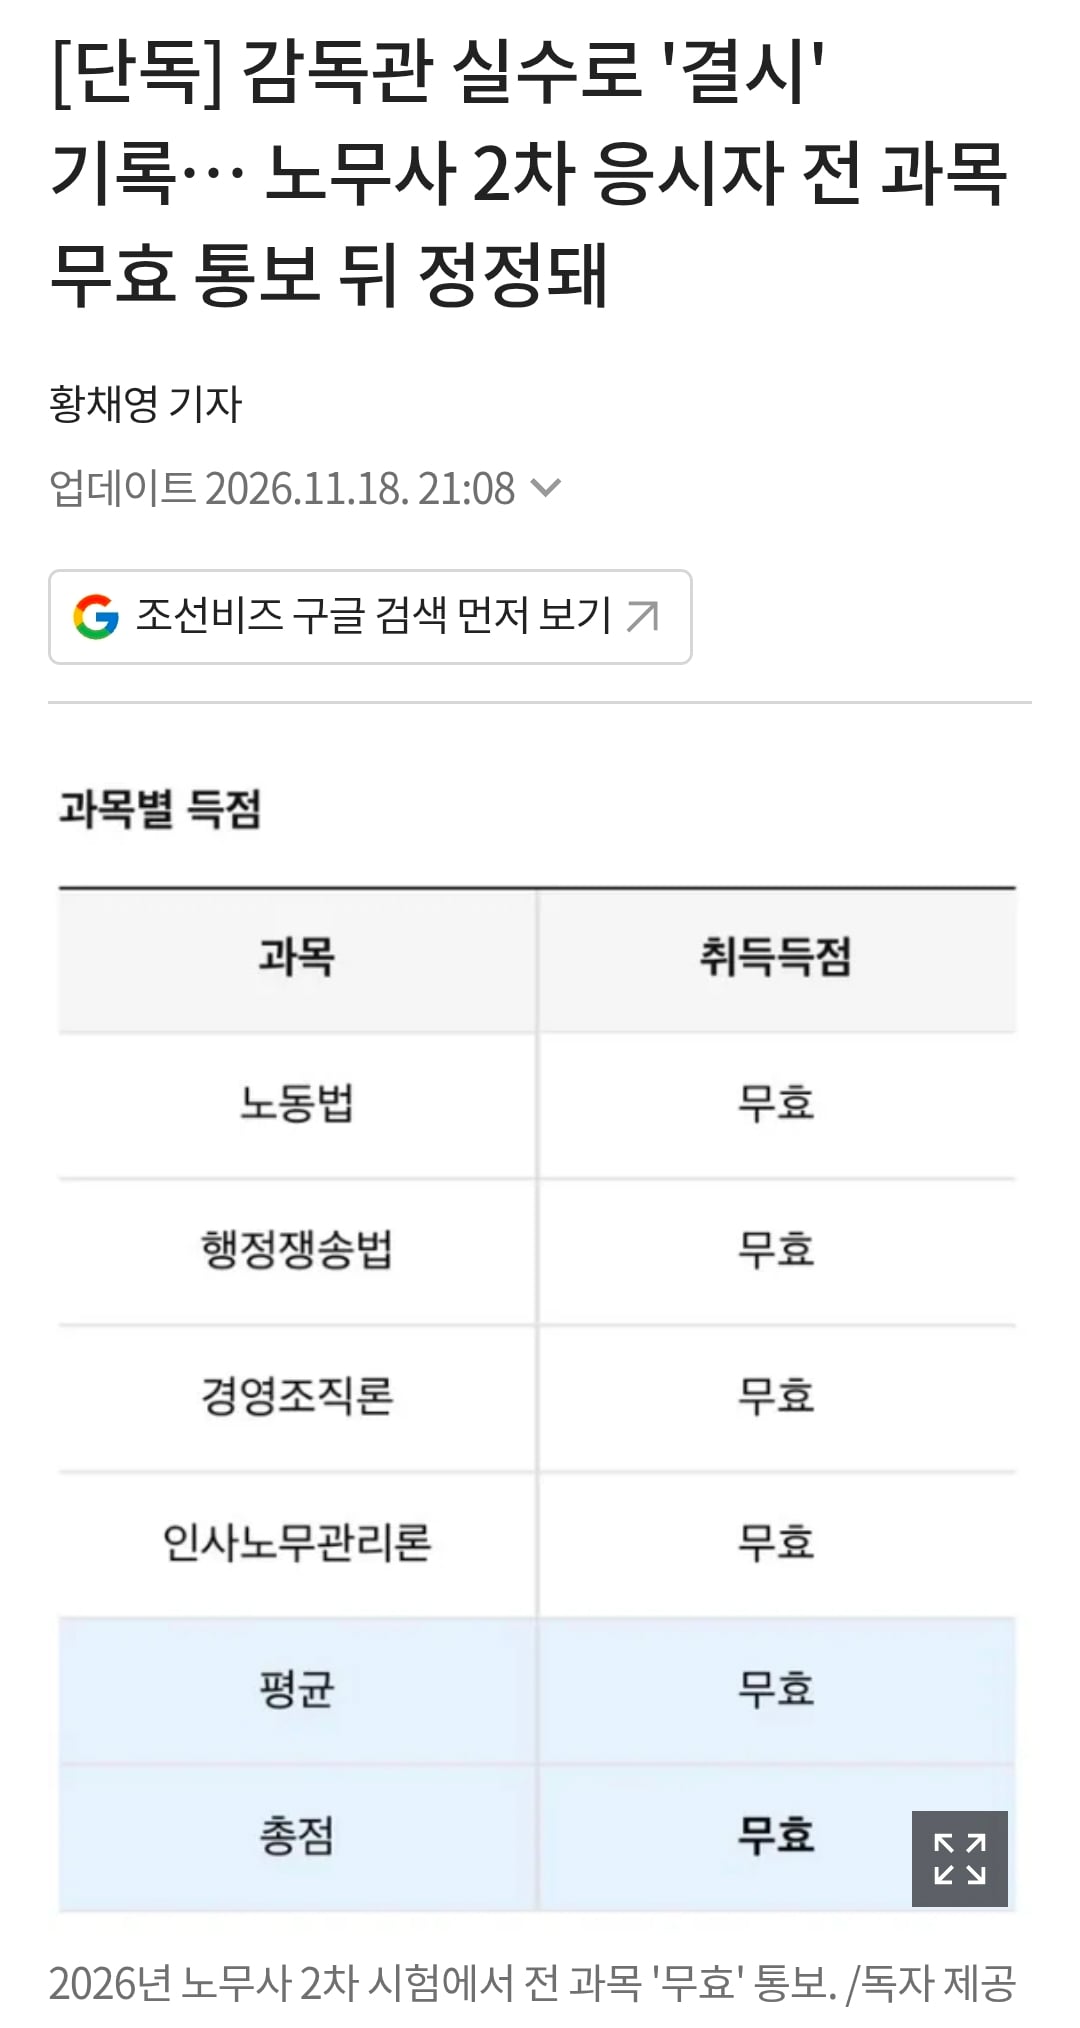 [단독] 감독관 실수로 '결시'
기록… 노무사 2차 응시자 전 과목
무효 통보 뒤 정정돼
황채영 기자
업데이트 2026.11.18. 21:08
조선비즈 구글 검색 먼저 보기
과목별 득점
과목 취득득점
노동법 무효
행정쟁송법 무효
경영조직론 무효
인사노무관리론 무효
평균 무효
총점 무효
2026년 노무사 2차 시험에서 전 과목 '무효' 통보. /독자 제공